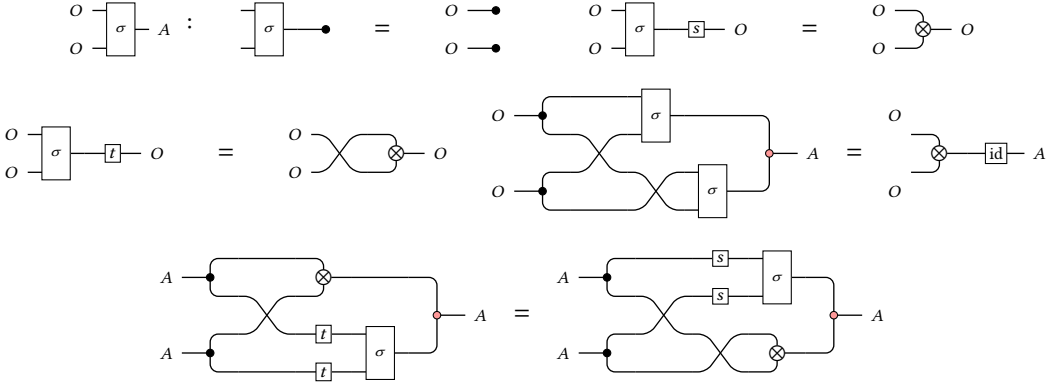 O σ A : σ = O O σ s O = O O
O O O O
O σ t O = O O O σ A = O id A
O O O σ O
A s σ
A t σ A = A s A
A t A